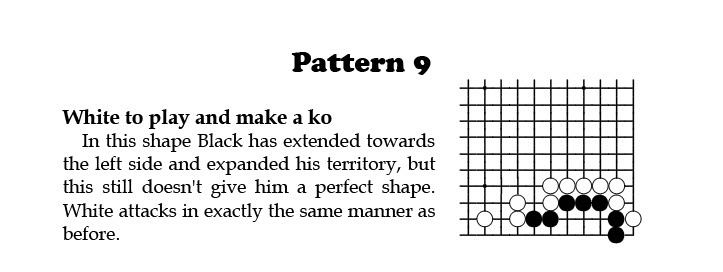 Pattern 9
White to play and make a ko
In this shape Black has extended towards
the left side and expanded his territory, but
this still doesn't give him a perfect shape.
White attacks in exactly the same manner as
before.